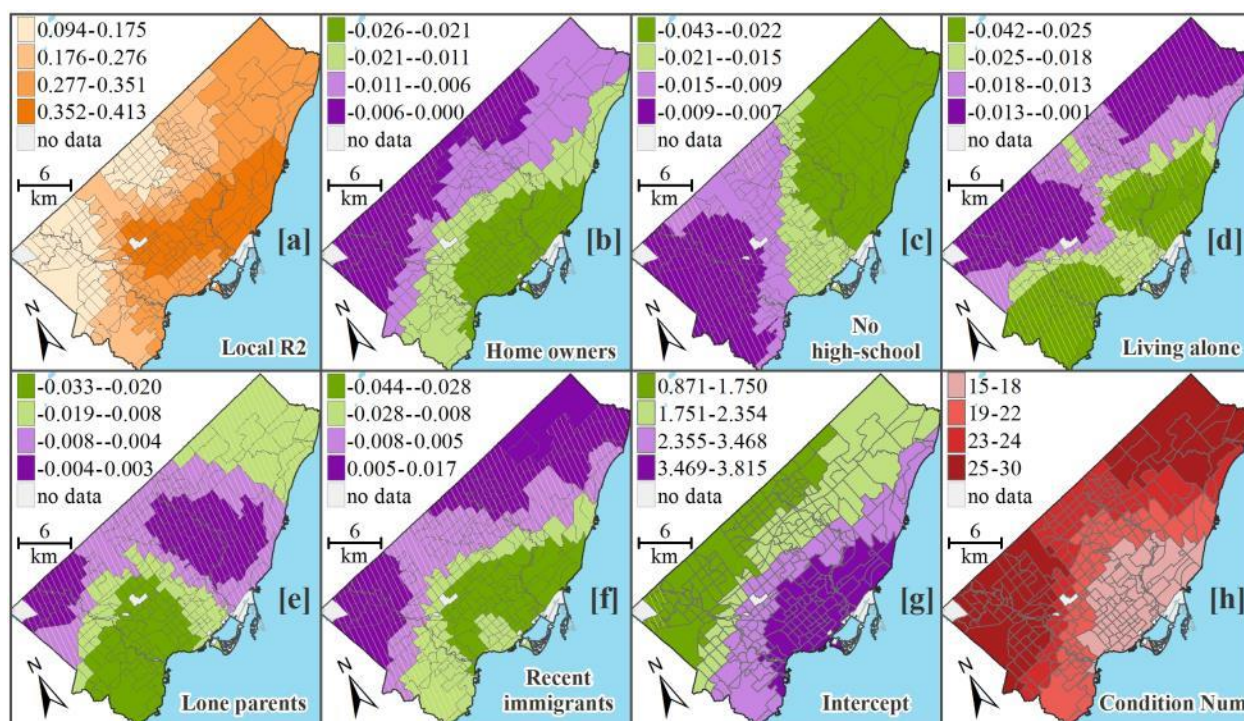 0.094-0.175
0.176-0.276
0.277-0.351
0.352-0.413
no data
6
km
[a]
N
Local R2
-0.026--0.021
-0.021--0.011
-0.011--0.006
-0.006-0.000
no data
6
km
[b]
N
Home owners
-0.043--0.022
-0.021--0.015
-0.015--0.009
-0.009--0.007
no data
6
km
[c]
N
No
high-school
-0.042--0.025
-0.025--0.018
-0.018--0.013
-0.013--0.001
no data
6
km
[d]
N
Living alone
-0.033--0.020
-0.019--0.008
-0.008--0.004
-0.004-0.003
no data
6
km
[e]
N
Lone parents
-0.044--0.028
-0.028--0.008
-0.008-0.005
0.005-0.017
no data
6
km
[f]
N
Recent
immigrants
0.871-1.750
1.751-2.354
2.355-3.468
3.469-3.815
no data
6
km
[g]
N
Intercept
15-18
19-22
23-24
25-30
no data
6
km
[h]
N
Condition Num